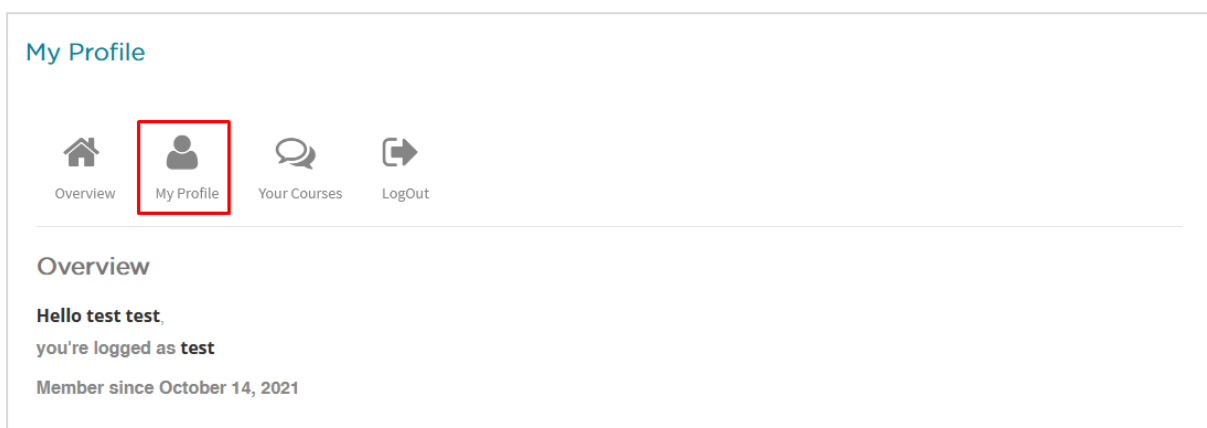 My Profile
Overview My Profile Your Courses LogOut
Overview
Hello test test,
you're logged as test
Member since October 14, 2021